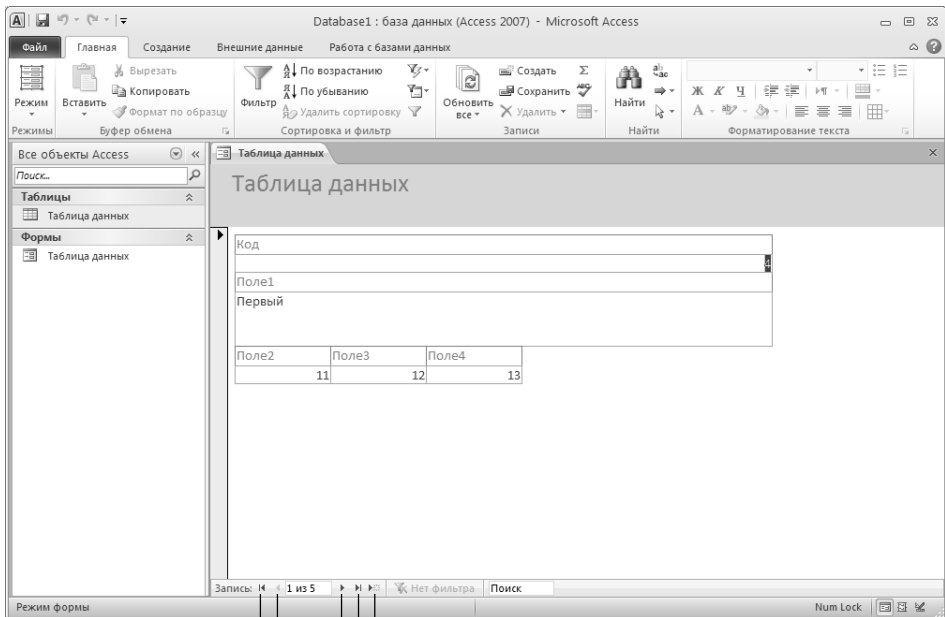 Database1 : база данных (Access 2007) - Microsoft Access
Файл Главная Создание Внешние данные Работа с базами данных
Режим
Вставить
Вырезать
Копировать
Формат по образцу
Фильтр
По возрастанию
По убыванию
Удалить сортировку
Обновить все
Создать
Сохранить
Удалить
Найти
Ж К Ч
Режимы Буфер обмена Сортировка и фильтр Записи Найти Форматирование текста
Все объекты Access
Поиск...
Таблицы
Таблица данных
Формы
Таблица данных
Таблица данных
Таблица данных
Код
4
Поле1
Первый
Поле2 Поле3 Поле4
11 12 13
Запись: 1 из 5 Нет фильтра Поиск
Режим формы Num Lock